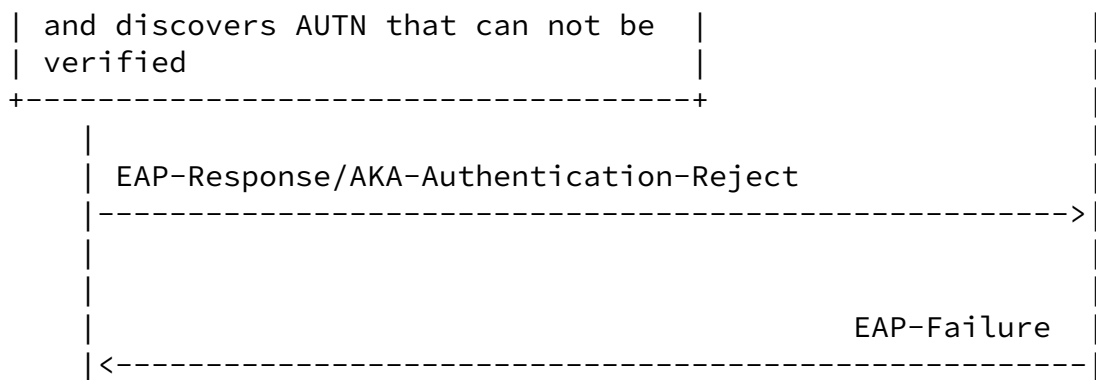 and discovers AUTN that can not be
verified
EAP-Response/AKA-Authentication-Reject
EAP-Failure